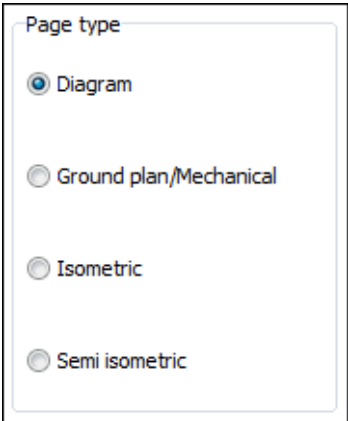 Page type
Diagram
Ground plan/Mechanical
Isometric
Semi isometric